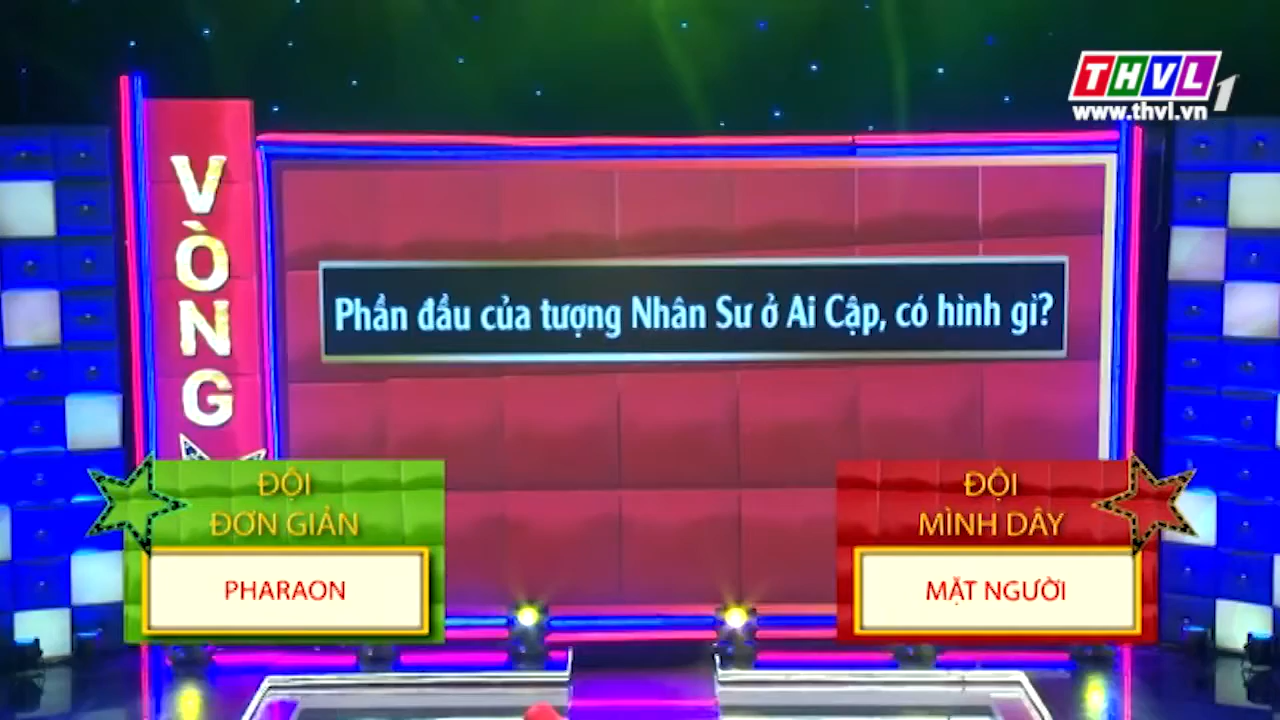 THVL1
www.thvl.vn
VÒNG
Phần đầu của tượng Nhân Sư ở Ai Cập, có hình gì?
ĐỘI
ĐƠN GIẢN
PHARAON
ĐỘI
MÌNH DÂY
MẶT NGƯỜI